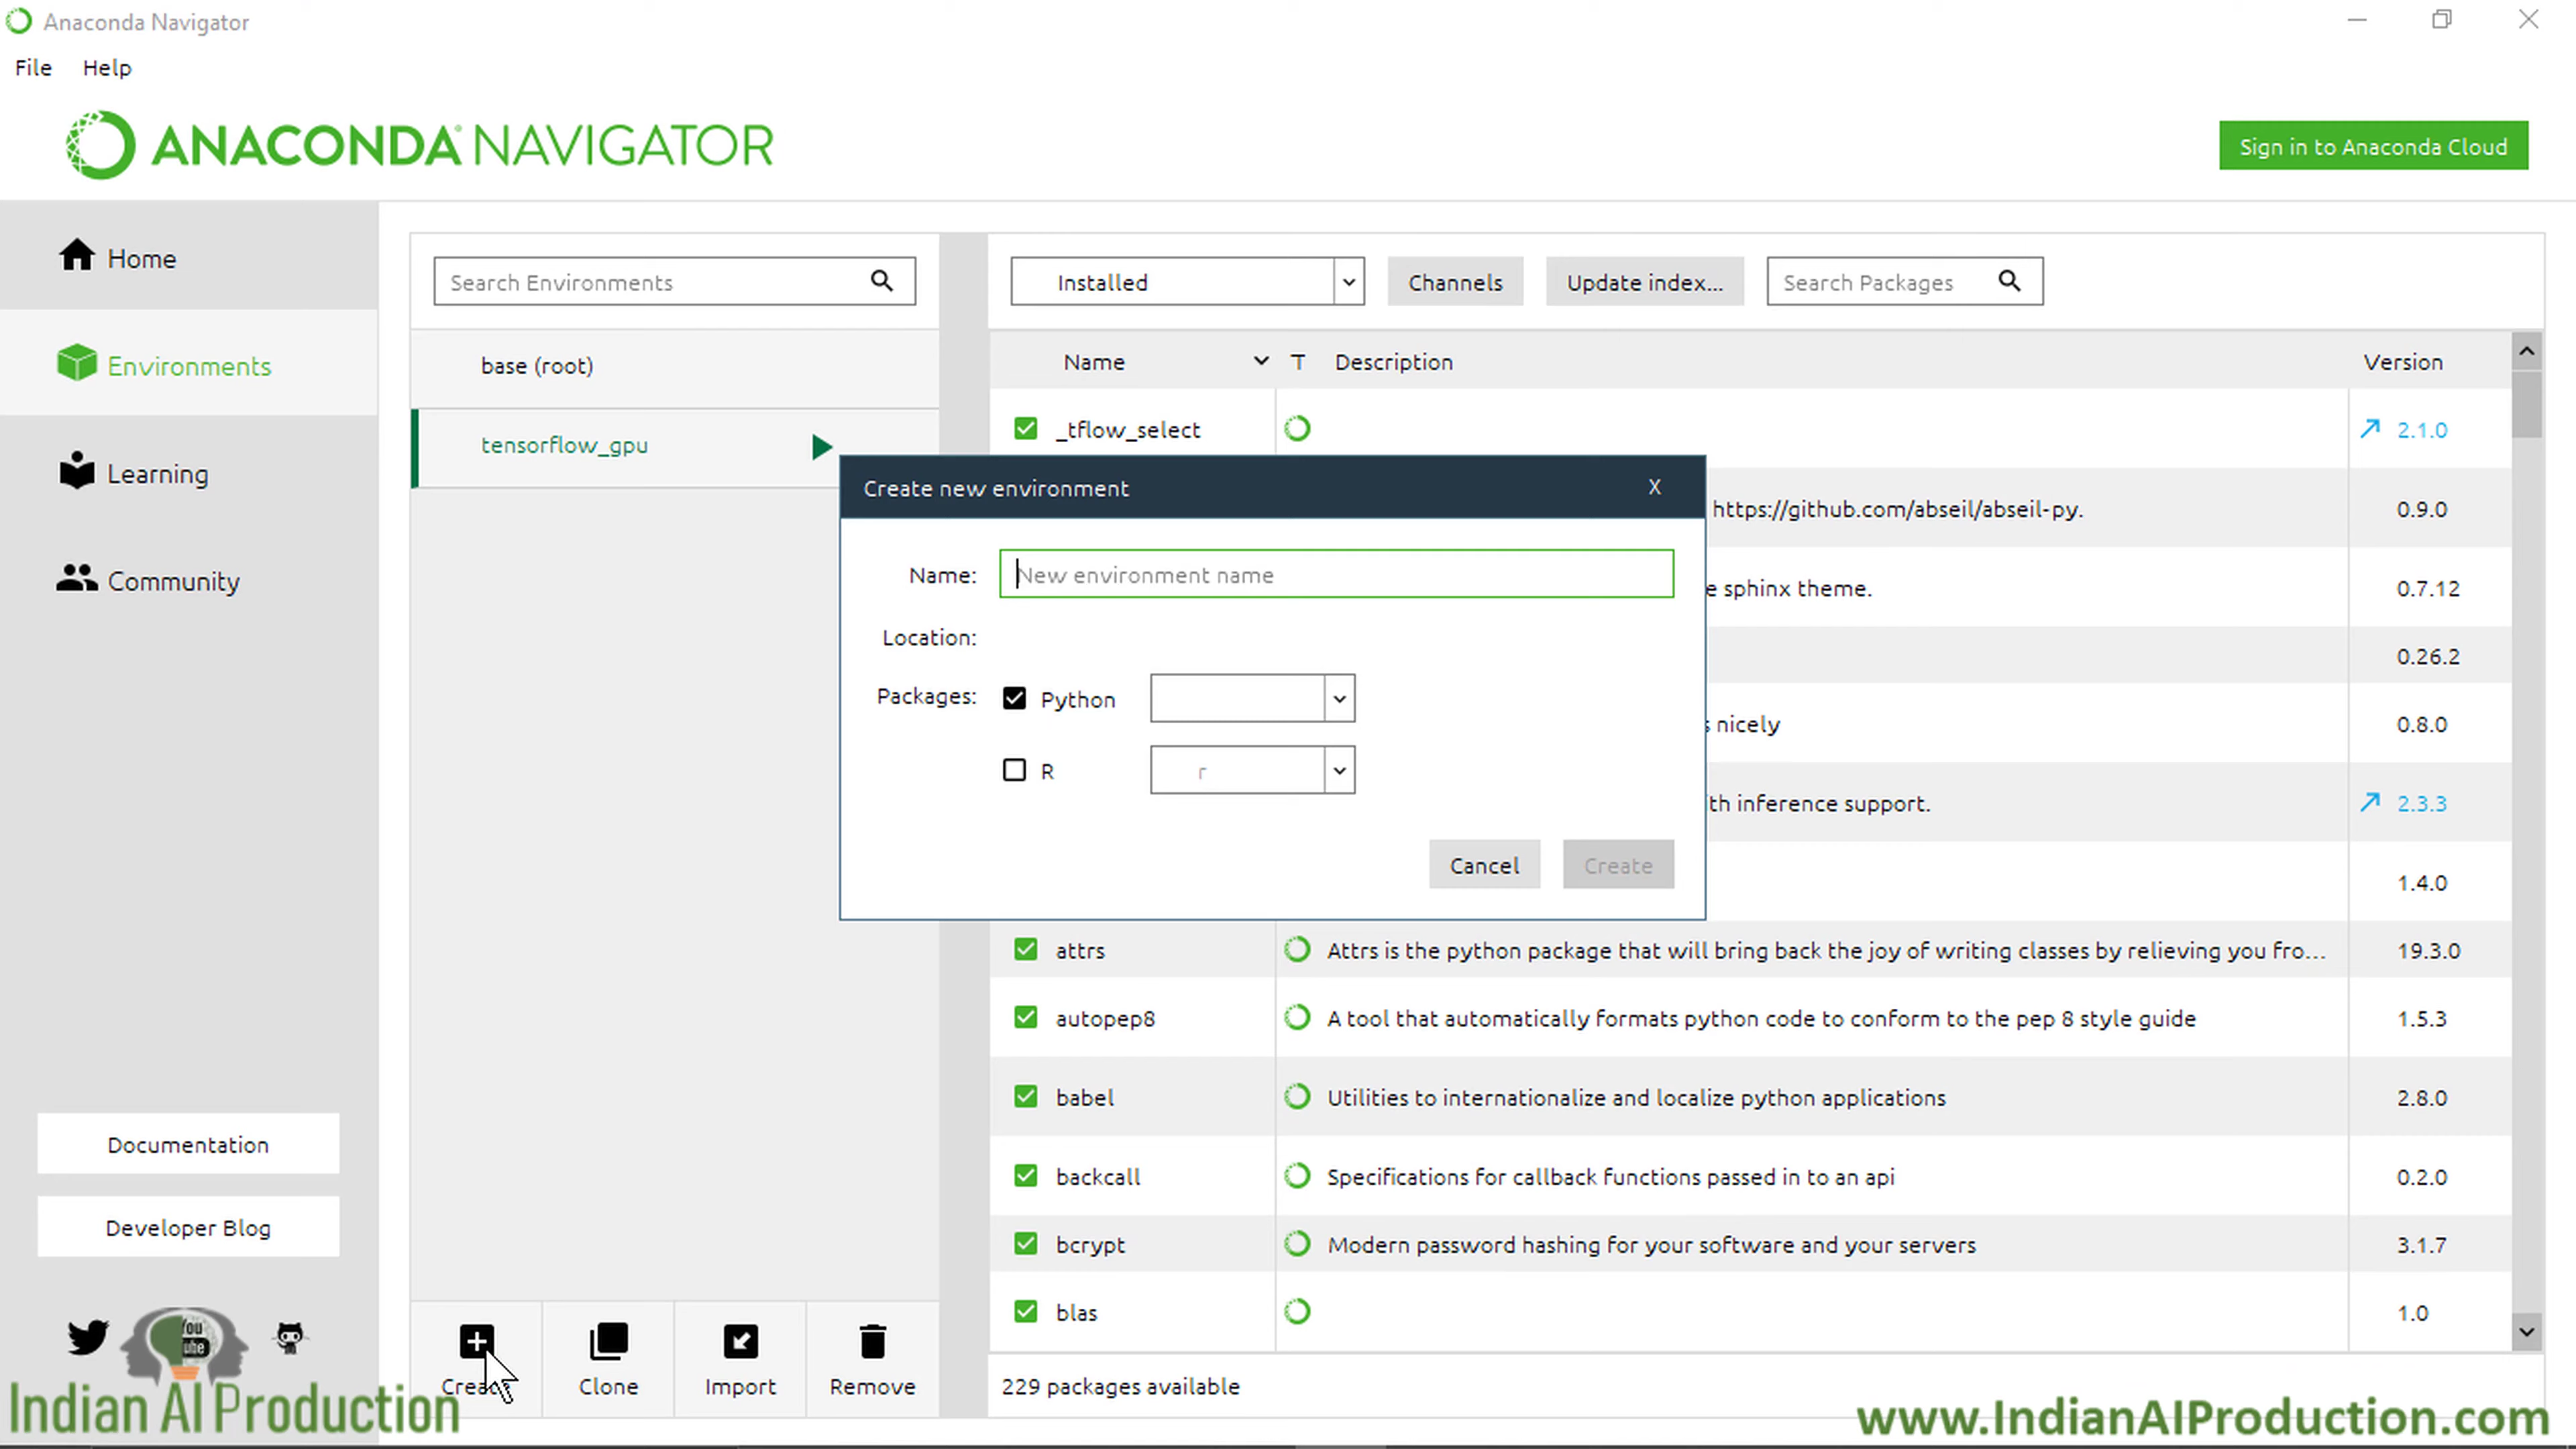 Anaconda Navigator
File Help
ANACONDA NAVIGATOR
Sign in to Anaconda Cloud
Home
Environments
Learning
Community
Documentation
Developer Blog
Search Environments
base (root)
tensorflow_gpu
Create
Clone
Import
Remove
Installed
Channels
Update index...
Search Packages
Name T Description Version
_tflow_select 2.1.0
https://github.com/abseil/abseil-py. 0.9.0
e sphinx theme. 0.7.12
0.26.2
s nicely 0.8.0
th inference support. 2.3.3
1.4.0
attrs Attrs is the python package that will bring back the joy of writing classes by relieving you fro... 19.3.0
autopep8 A tool that automatically formats python code to conform to the pep 8 style guide 1.5.3
babel Utilities to internationalize and localize python applications 2.8.0
backcall Specifications for callback functions passed in to an api 0.2.0
bcrypt Modern password hashing for your software and your servers 3.1.7
blas 1.0
229 packages available
Create new environment X
Name: New environment name
Location:
Packages: Python
R r
Cancel Create
You
Tube
Indian AI Production
www.IndianAIProduction.com